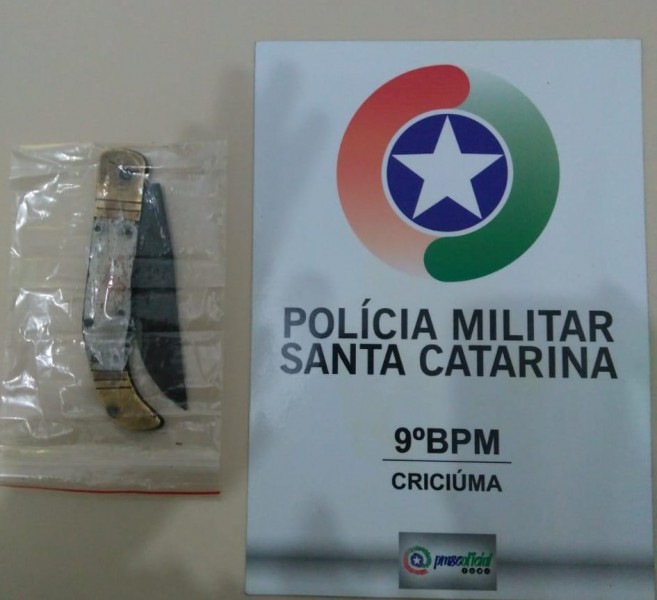 POLÍCIA MILITAR
SANTA CATARINA
9ºBPM
CRICIÚMA
pmscoficial